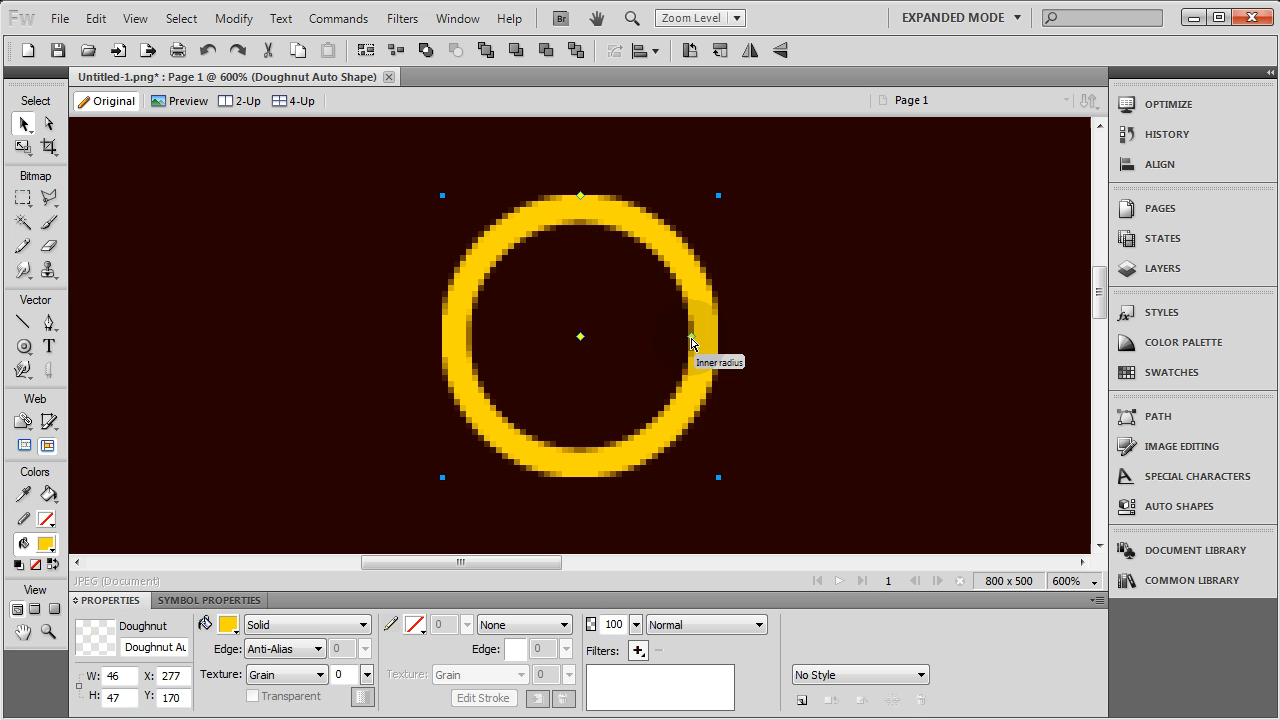 Fw File Edit View Select Modify Text Commands Filters Window Help Br Zoom Level EXPANDED MODE
Untitled-1.png* : Page 1 @ 600% (Doughnut Auto Shape)
Original Preview 2-Up 4-Up Page 1
Select
Bitmap
Vector
T
Web
Colors
View
Inner radius
OPTIMIZE
HISTORY
ALIGN
PAGES
STATES
LAYERS
STYLES
COLOR PALETTE
SWATCHES
PATH
IMAGE EDITING
SPECIAL CHARACTERS
AUTO SHAPES
DOCUMENT LIBRARY
COMMON LIBRARY
JPEG (Document) 1 800 x 500 600%
PROPERTIES SYMBOL PROPERTIES
Doughnut Solid 0 None 100 Normal
Doughnut Au Edge: Anti-Alias 0 Edge: 0 Filters:
W: 46 X: 277 Texture: Grain 0 Texture: Grain 0 No Style
H: 47 Y: 170 Transparent Edit Stroke